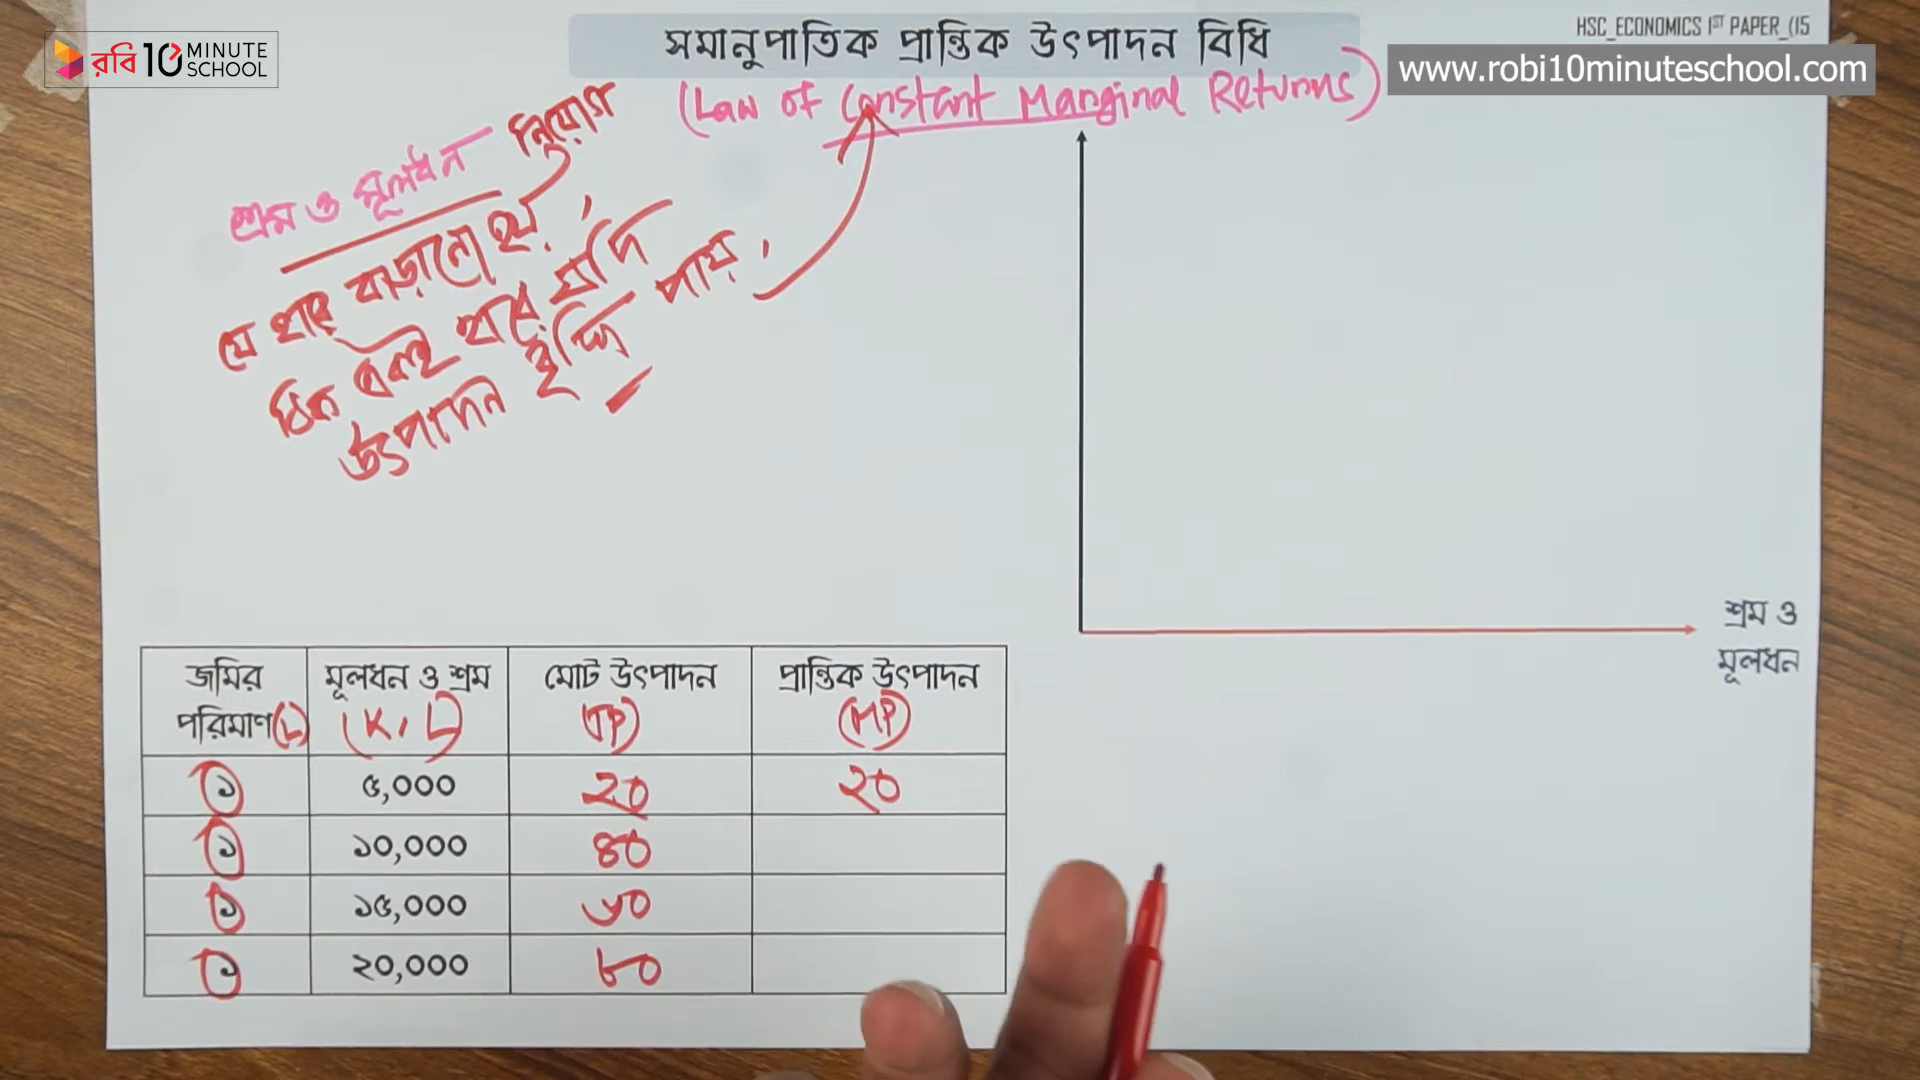 রবি 10 MINUTE SCHOOL
সমানুপাতিক প্রান্তিক উৎপাদন বিধি
HSC_ECONOMICS 1ST PAPER_(15
www.robi10minuteschool.com
(Law of Constant Marginal Returns)
শ্রম ও মূলধন নিয়োগ
যে হারে বাড়ানো হয়,
ঠিক একই হারে যদি
উৎপাদন বৃদ্ধি পায়,
শ্রম ও
মূলধন
জমির পরিমাণ(L) মূলধন ও শ্রম (K, L) মোট উৎপাদন (TP) প্রান্তিক উৎপাদন (MP)
১ ৫,০০০ ২০ ২০
১ ১০,০০০ ৪০
১ ১৫,০০০ ৬০
১ ২০,০০০ ৮০